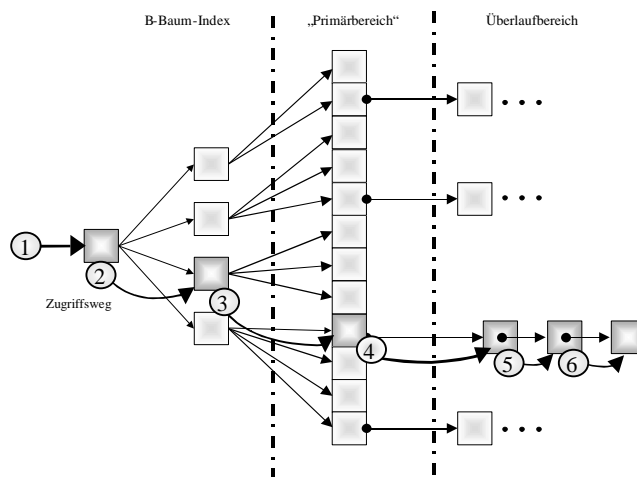 B-Baum-Index
„Primärbereich“
Überlaufbereich
1
2
Zugriffsweg
3
4
5
6